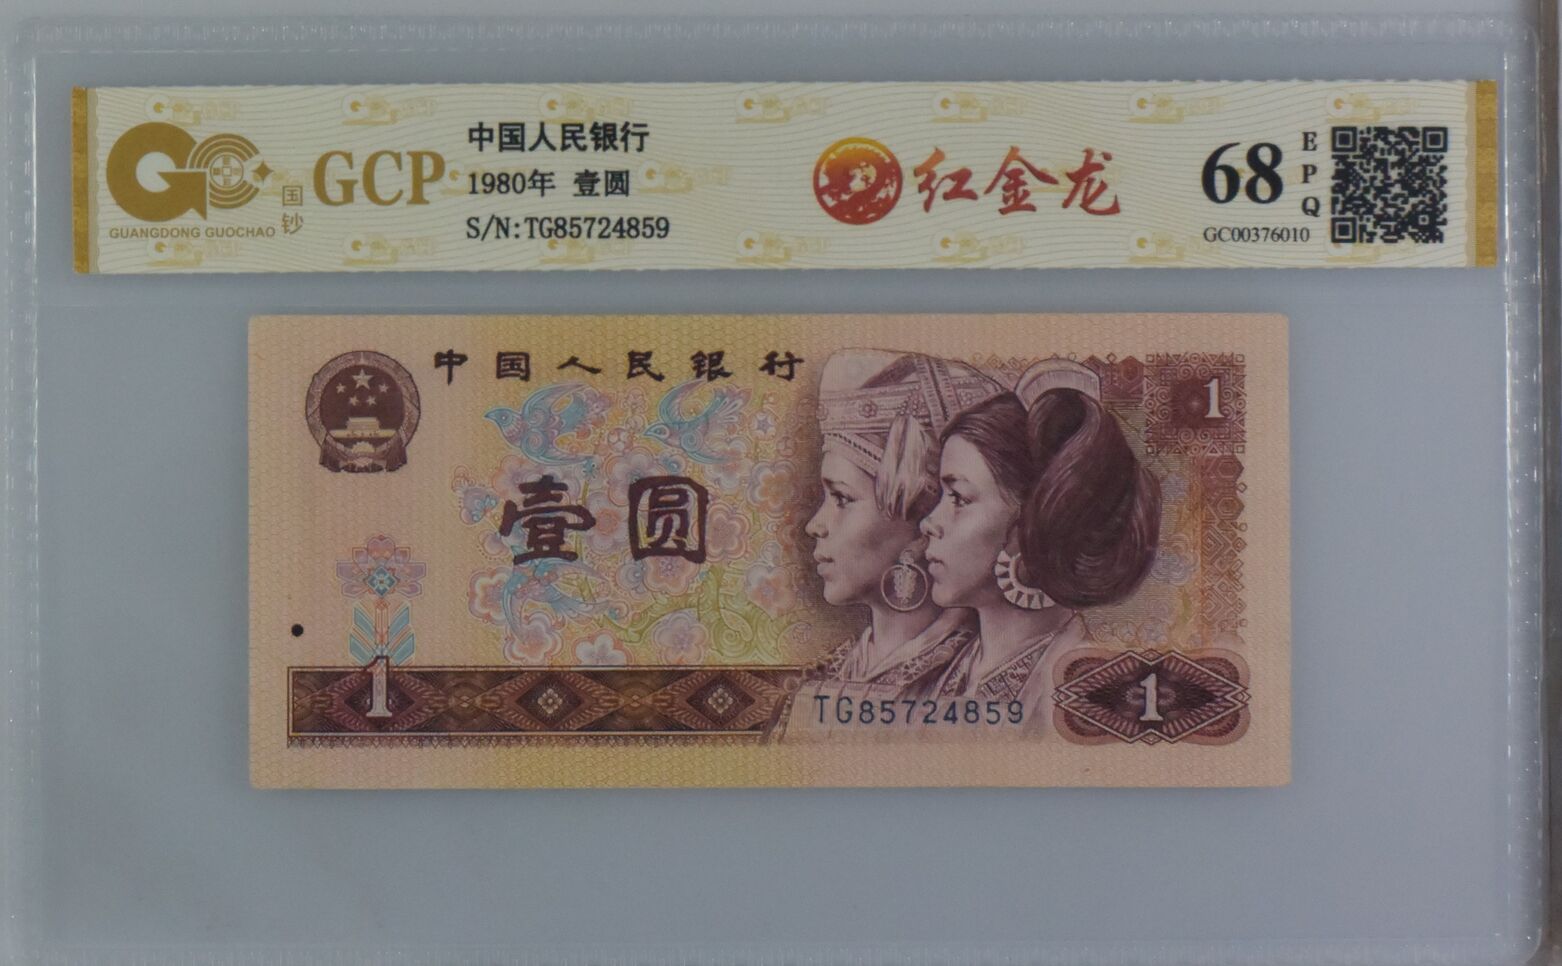 GCP
国钞
GUANGDONG GUOCHAO
中国人民银行
1980年 壹圆
S/N:TG85724859
红金龙
68
EPQ
GC00376010
中国人民银行
1
壹圆
1
TG85724859
1